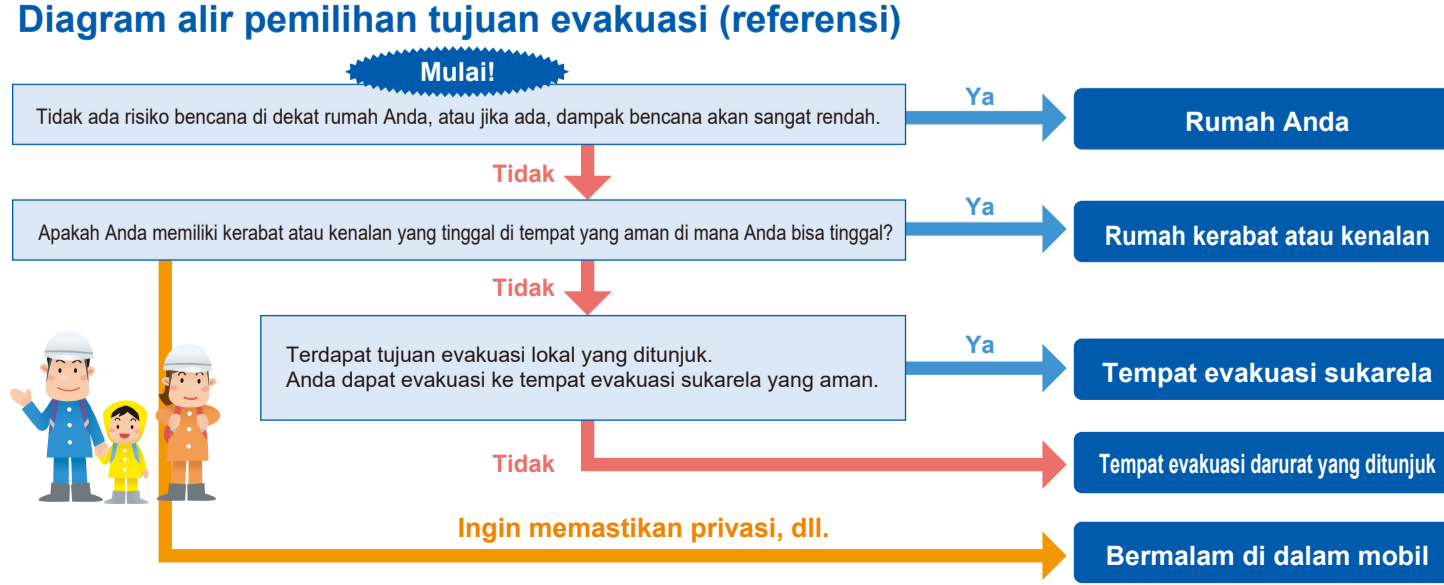 Diagram alir pemilihan tujuan evakuasi (referensi)
Mulai!
Tidak ada risiko bencana di dekat rumah Anda, atau jika ada, dampak bencana akan sangat rendah.
Ya
Rumah Anda
Tidak
Apakah Anda memiliki kerabat atau kenalan yang tinggal di tempat yang aman di mana Anda bisa tinggal?
Ya
Rumah kerabat atau kenalan
Tidak
Terdapat tujuan evakuasi lokal yang ditunjuk.
Anda dapat evakuasi ke tempat evakuasi sukarela yang aman.
Ya
Tempat evakuasi sukarela
Tidak
Tempat evakuasi darurat yang ditunjuk
Ingin memastikan privasi, dll.
Bermalam di dalam mobil